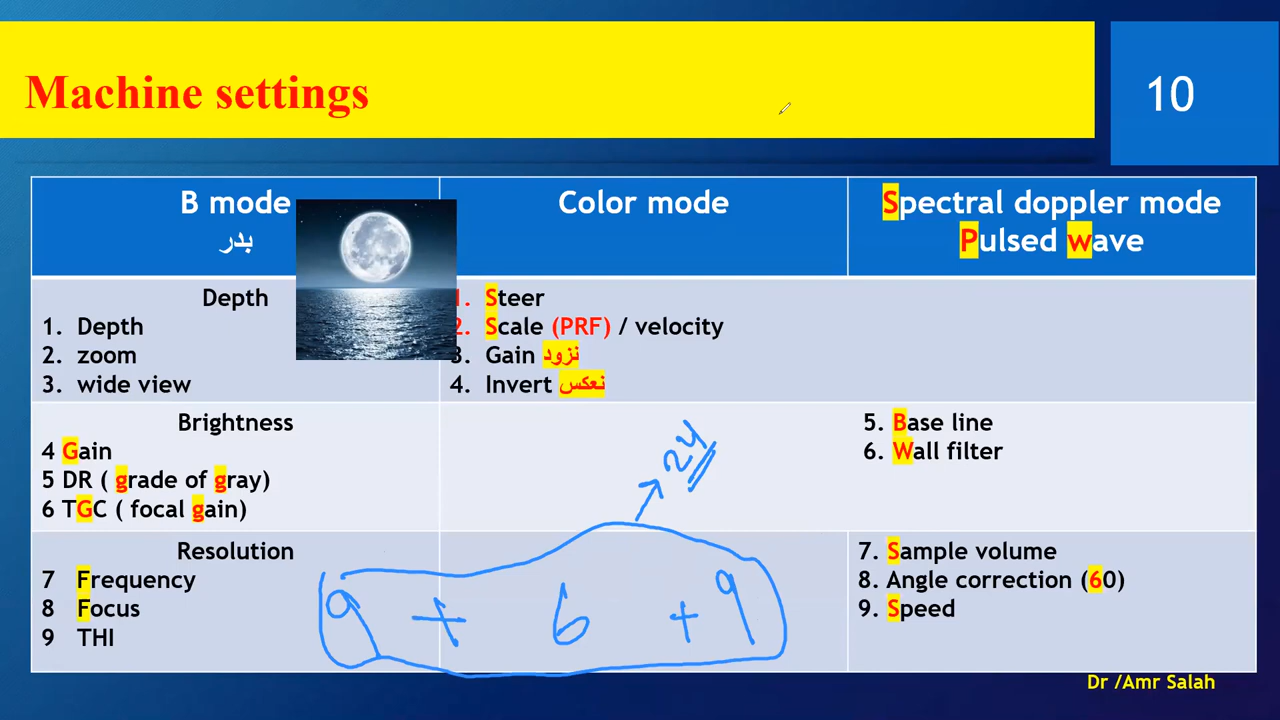 Machine settings
10
B mode
بدر
Color mode
Spectral doppler mode
Pulsed wave
Depth
1. Depth
2. zoom
3. wide view
1. Steer
2. Scale (PRF) / velocity
3. Gain نزود
4. Invert نعكس
Brightness
4 Gain
5 DR ( grade of gray)
6 TGC ( focal gain)
5. Base line
6. Wall filter
24
Resolution
7 Frequency
8 Focus
9 THI
9 + 6 + 9
7. Sample volume
8. Angle correction (60)
9. Speed
Dr /Amr Salah